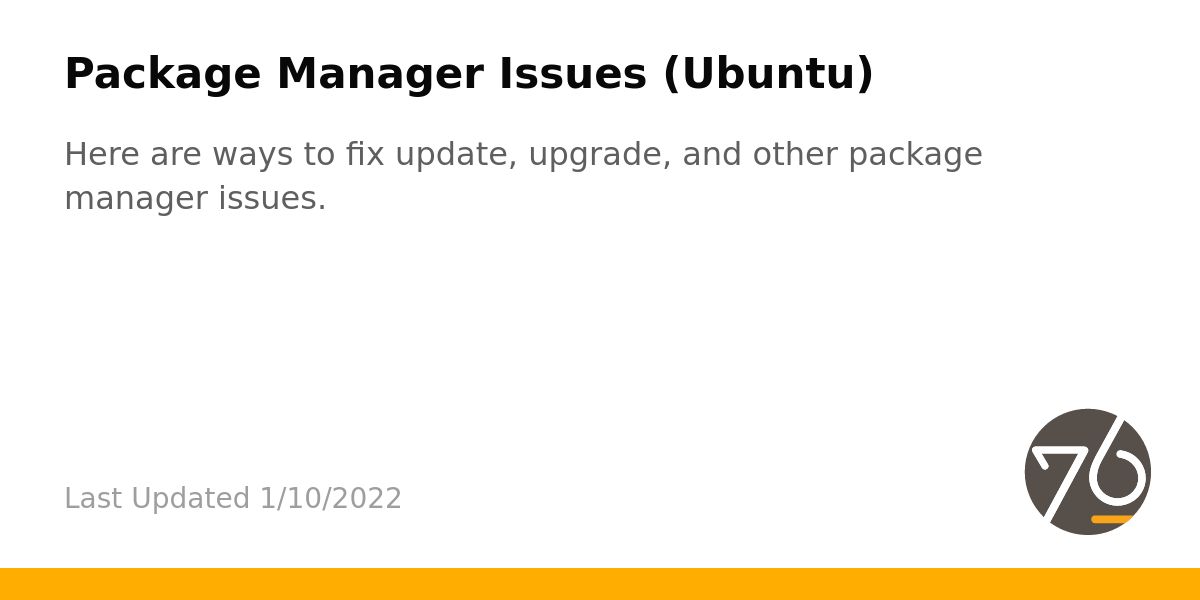 Package Manager Issues (Ubuntu)
Here are ways to fix update, upgrade, and other package
manager issues.
Last Updated 1/10/2022
76